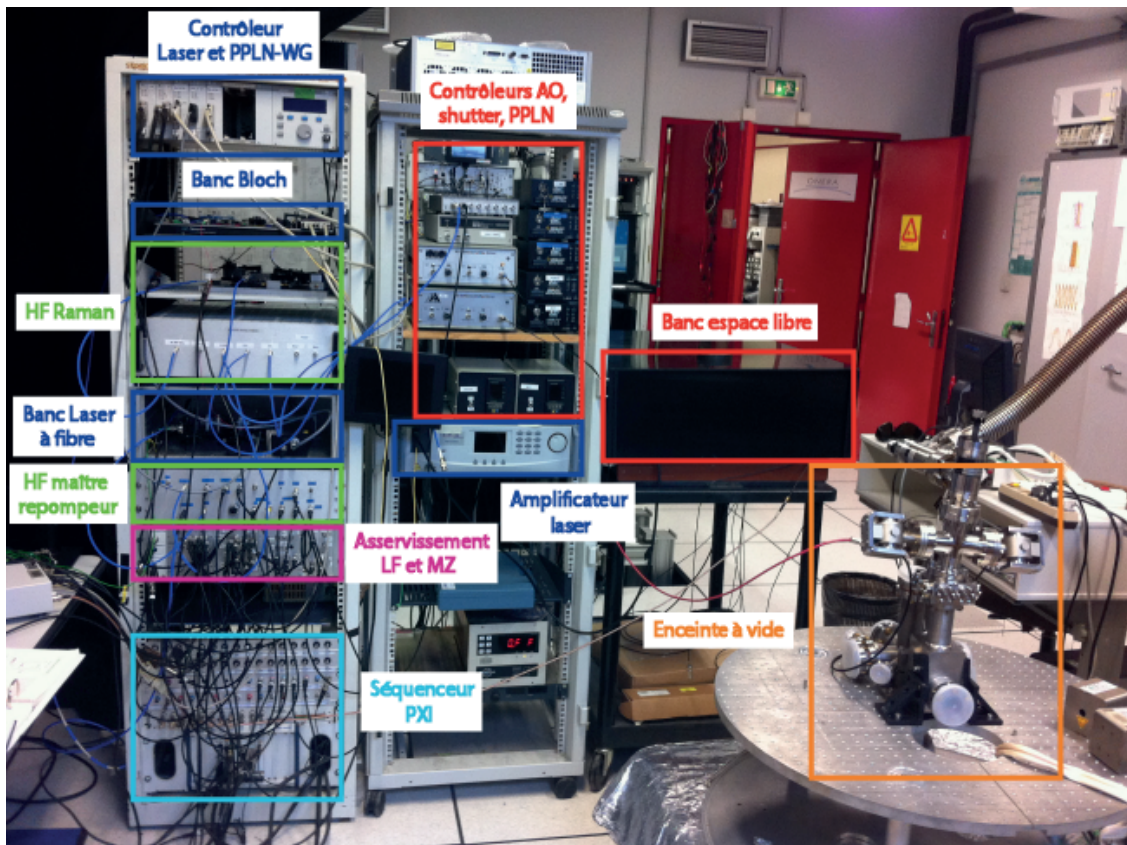 Contrôleur
Laser et PPLN-WG
Contrôleurs AO,
shutter, PPLN
Banc Bloch
ONERA
HF Raman
Banc espace libre
Banc Laser
à fibre
HF maître
repompeur
Amplificateur
laser
Asservissement
LF et MZ
Enceinte à vide
Séquenceur
PXI